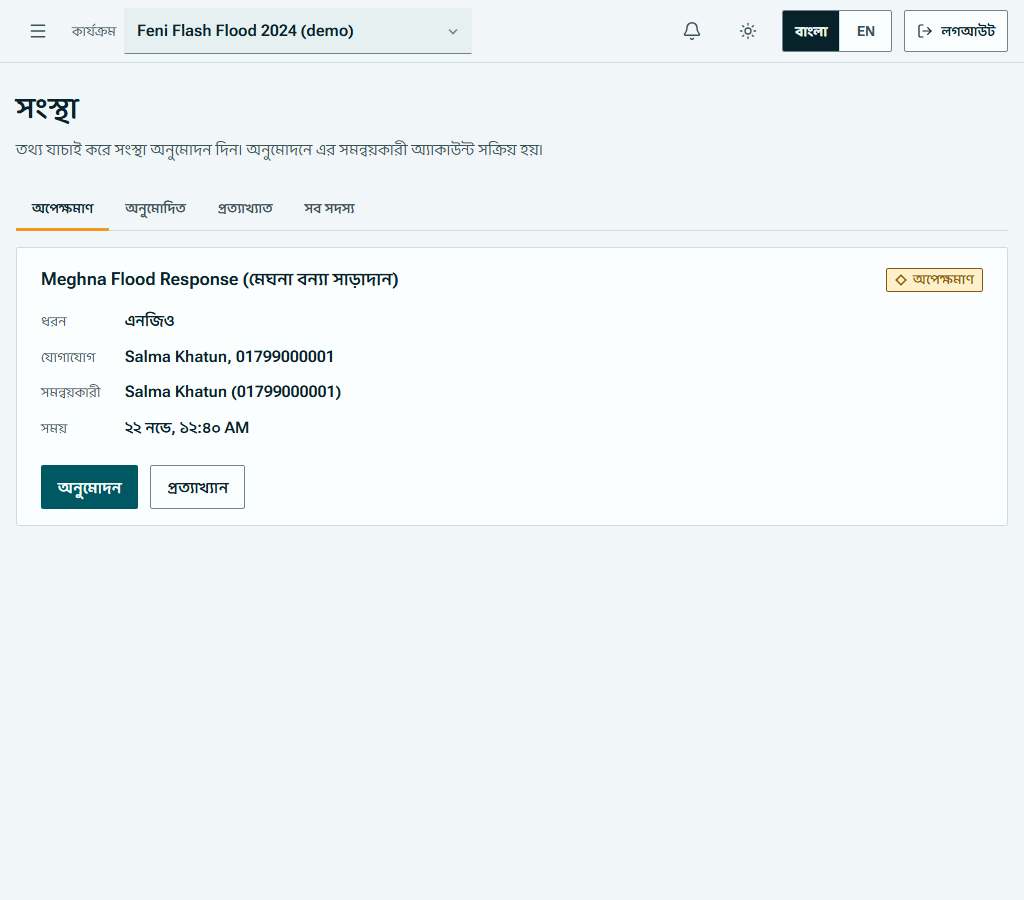 কার্যক্রম Feni Flash Flood 2024 (demo) বাংলা EN লগআউট
সংস্থা
তথ্য যাচাই করে সংস্থা অনুমোদন দিন। অনুমোদনে এর সমন্বয়কারী অ্যাকাউন্ট সক্রিয় হয়।
অপেক্ষমাণ অনুমোদিত প্রত্যাখ্যাত সব সদস্য
Meghna Flood Response (মেঘনা বন্যা সাড়াদান) অপেক্ষমাণ
ধরন এনজিও
যোগাযোগ Salma Khatun, 01799000001
সমন্বয়কারী Salma Khatun (01799000001)
সময় ২২ নভে, ১২:৪০ AM
অনুমোদন প্রত্যাখ্যান